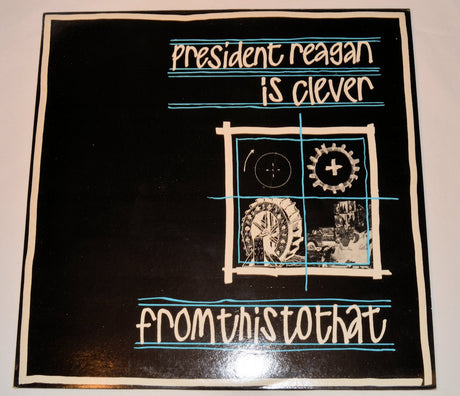 president reagan
is clever
fromthistothat